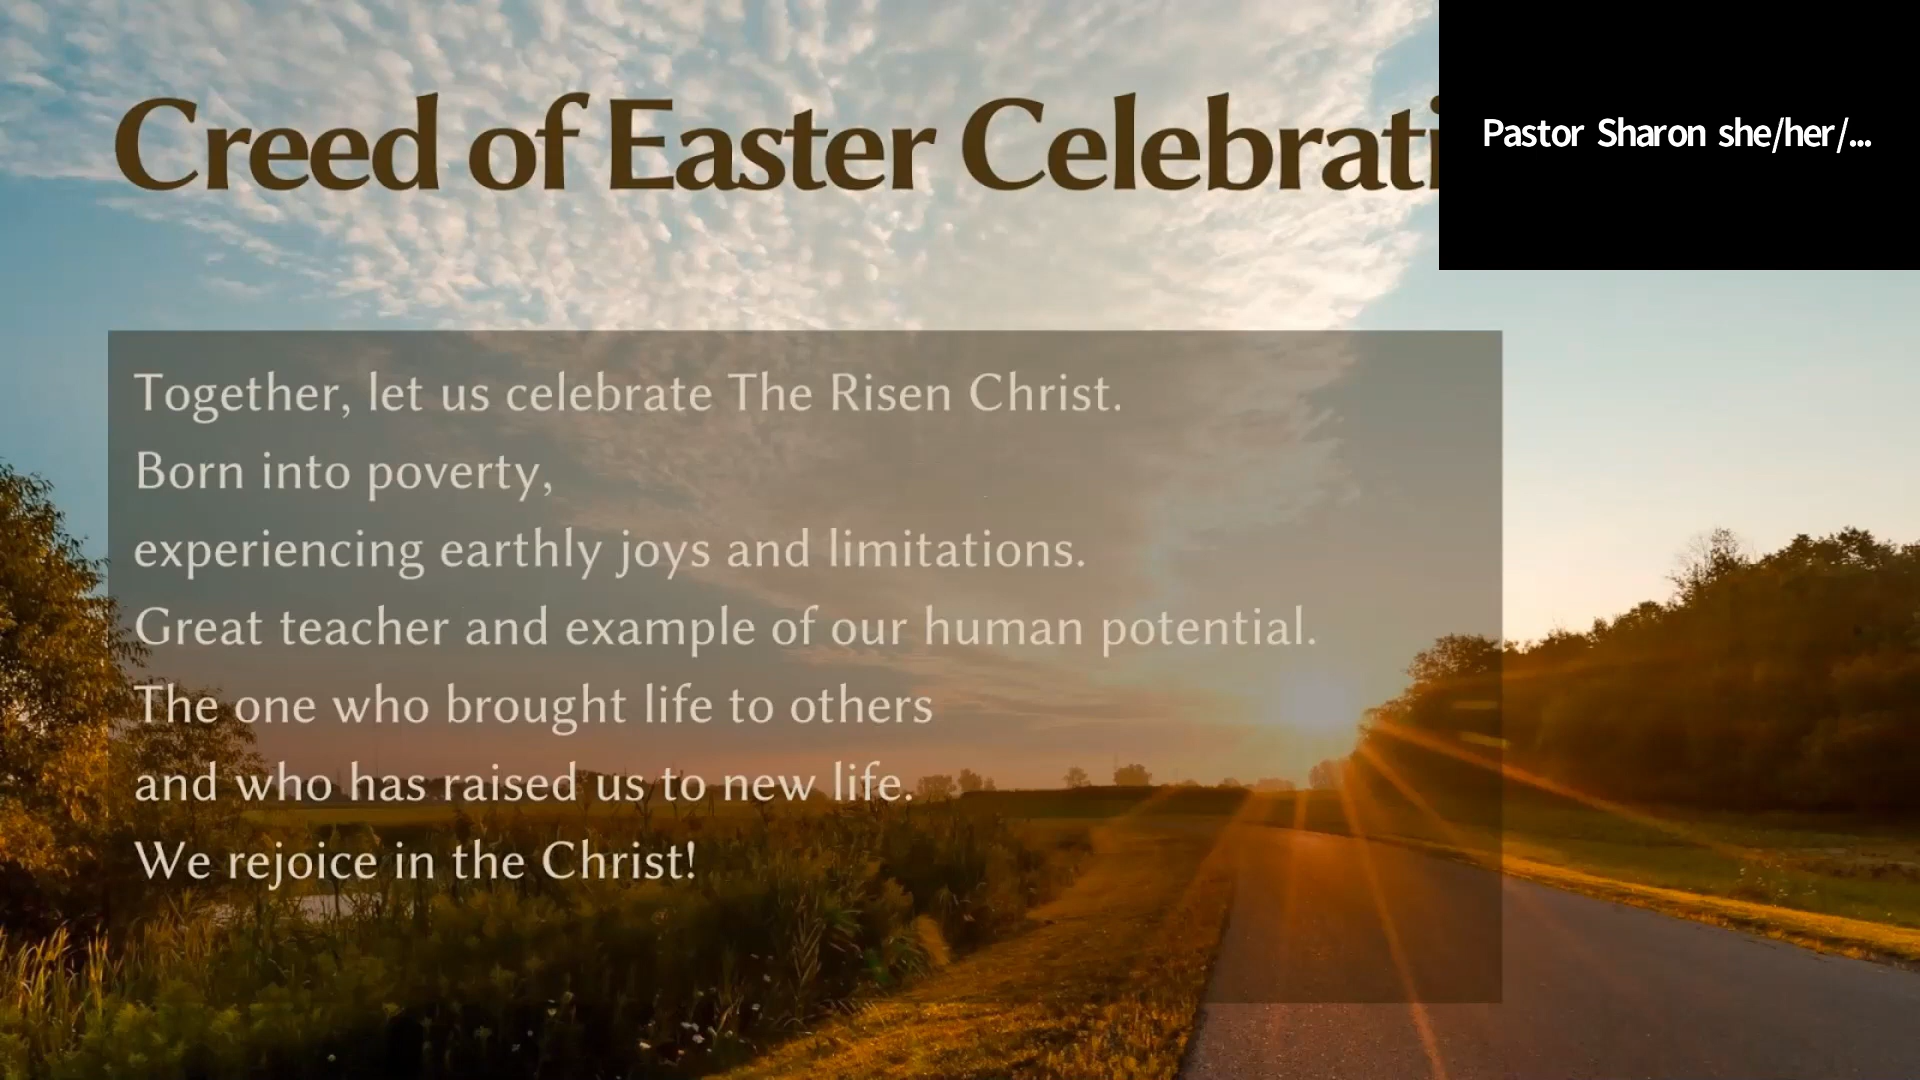 Creed of Easter Celebrati
Pastor Sharon she/her/...
Together, let us celebrate The Risen Christ.
Born into poverty,
experiencing earthly joys and limitations.
Great teacher and example of our human potential.
The one who brought life to others
and who has raised us to new life.
We rejoice in the Christ!